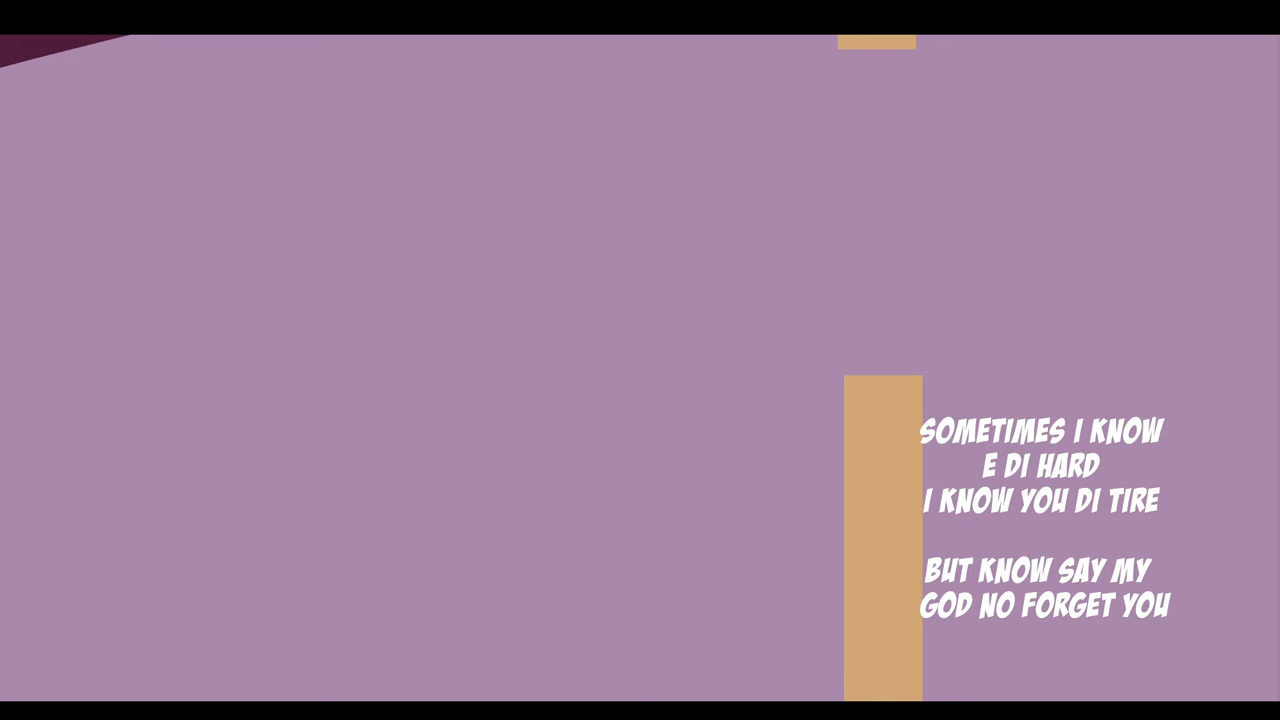 SOMETIMES I KNOW
E DI HARD
I KNOW YOU DI TIRE
BUT KNOW SAY MY
GOD NO FORGET YOU